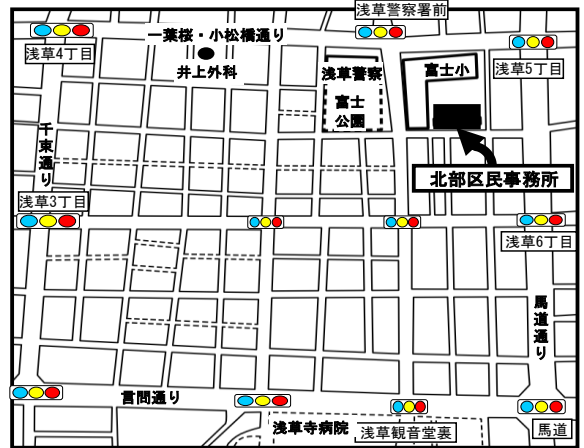 浅草警察署前
一葉桜・小松橋通り
浅草4丁目
井上外科
浅草警察
富士
公園
富士小
浅草5丁目
千束通り
北部区民事務所
浅草3丁目
浅草6丁目
馬道通り
言問通り
浅草寺病院
浅草観音堂裏
馬道